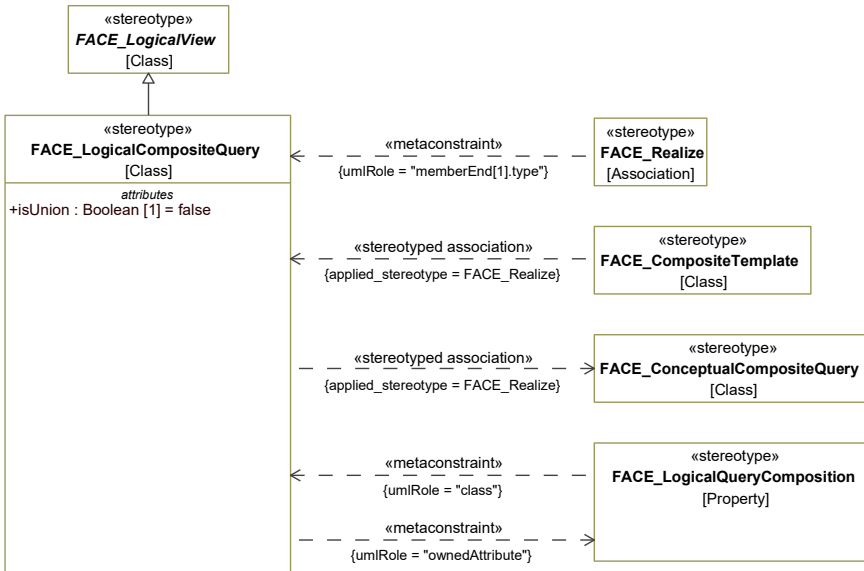 «stereotype»
FACE_LogicalView
[Class]
«stereotype»
FACE_LogicalCompositeQuery
[Class]
attributes
+isUnion : Boolean [1] = false
«metaconstraint»
{umlRole = "memberEnd[1].type"}
«stereotype»
FACE_Realize
[Association]
«stereotyped association»
{applied_stereotype = FACE_Realize}
«stereotype»
FACE_CompositeTemplate
[Class]
«stereotyped association»
{applied_stereotype = FACE_Realize}
«stereotype»
FACE_ConceptualCompositeQuery
[Class]
«metaconstraint»
{umlRole = "class"}
«stereotype»
FACE_LogicalQueryComposition
[Property]
«metaconstraint»
{umlRole = "ownedAttribute"}